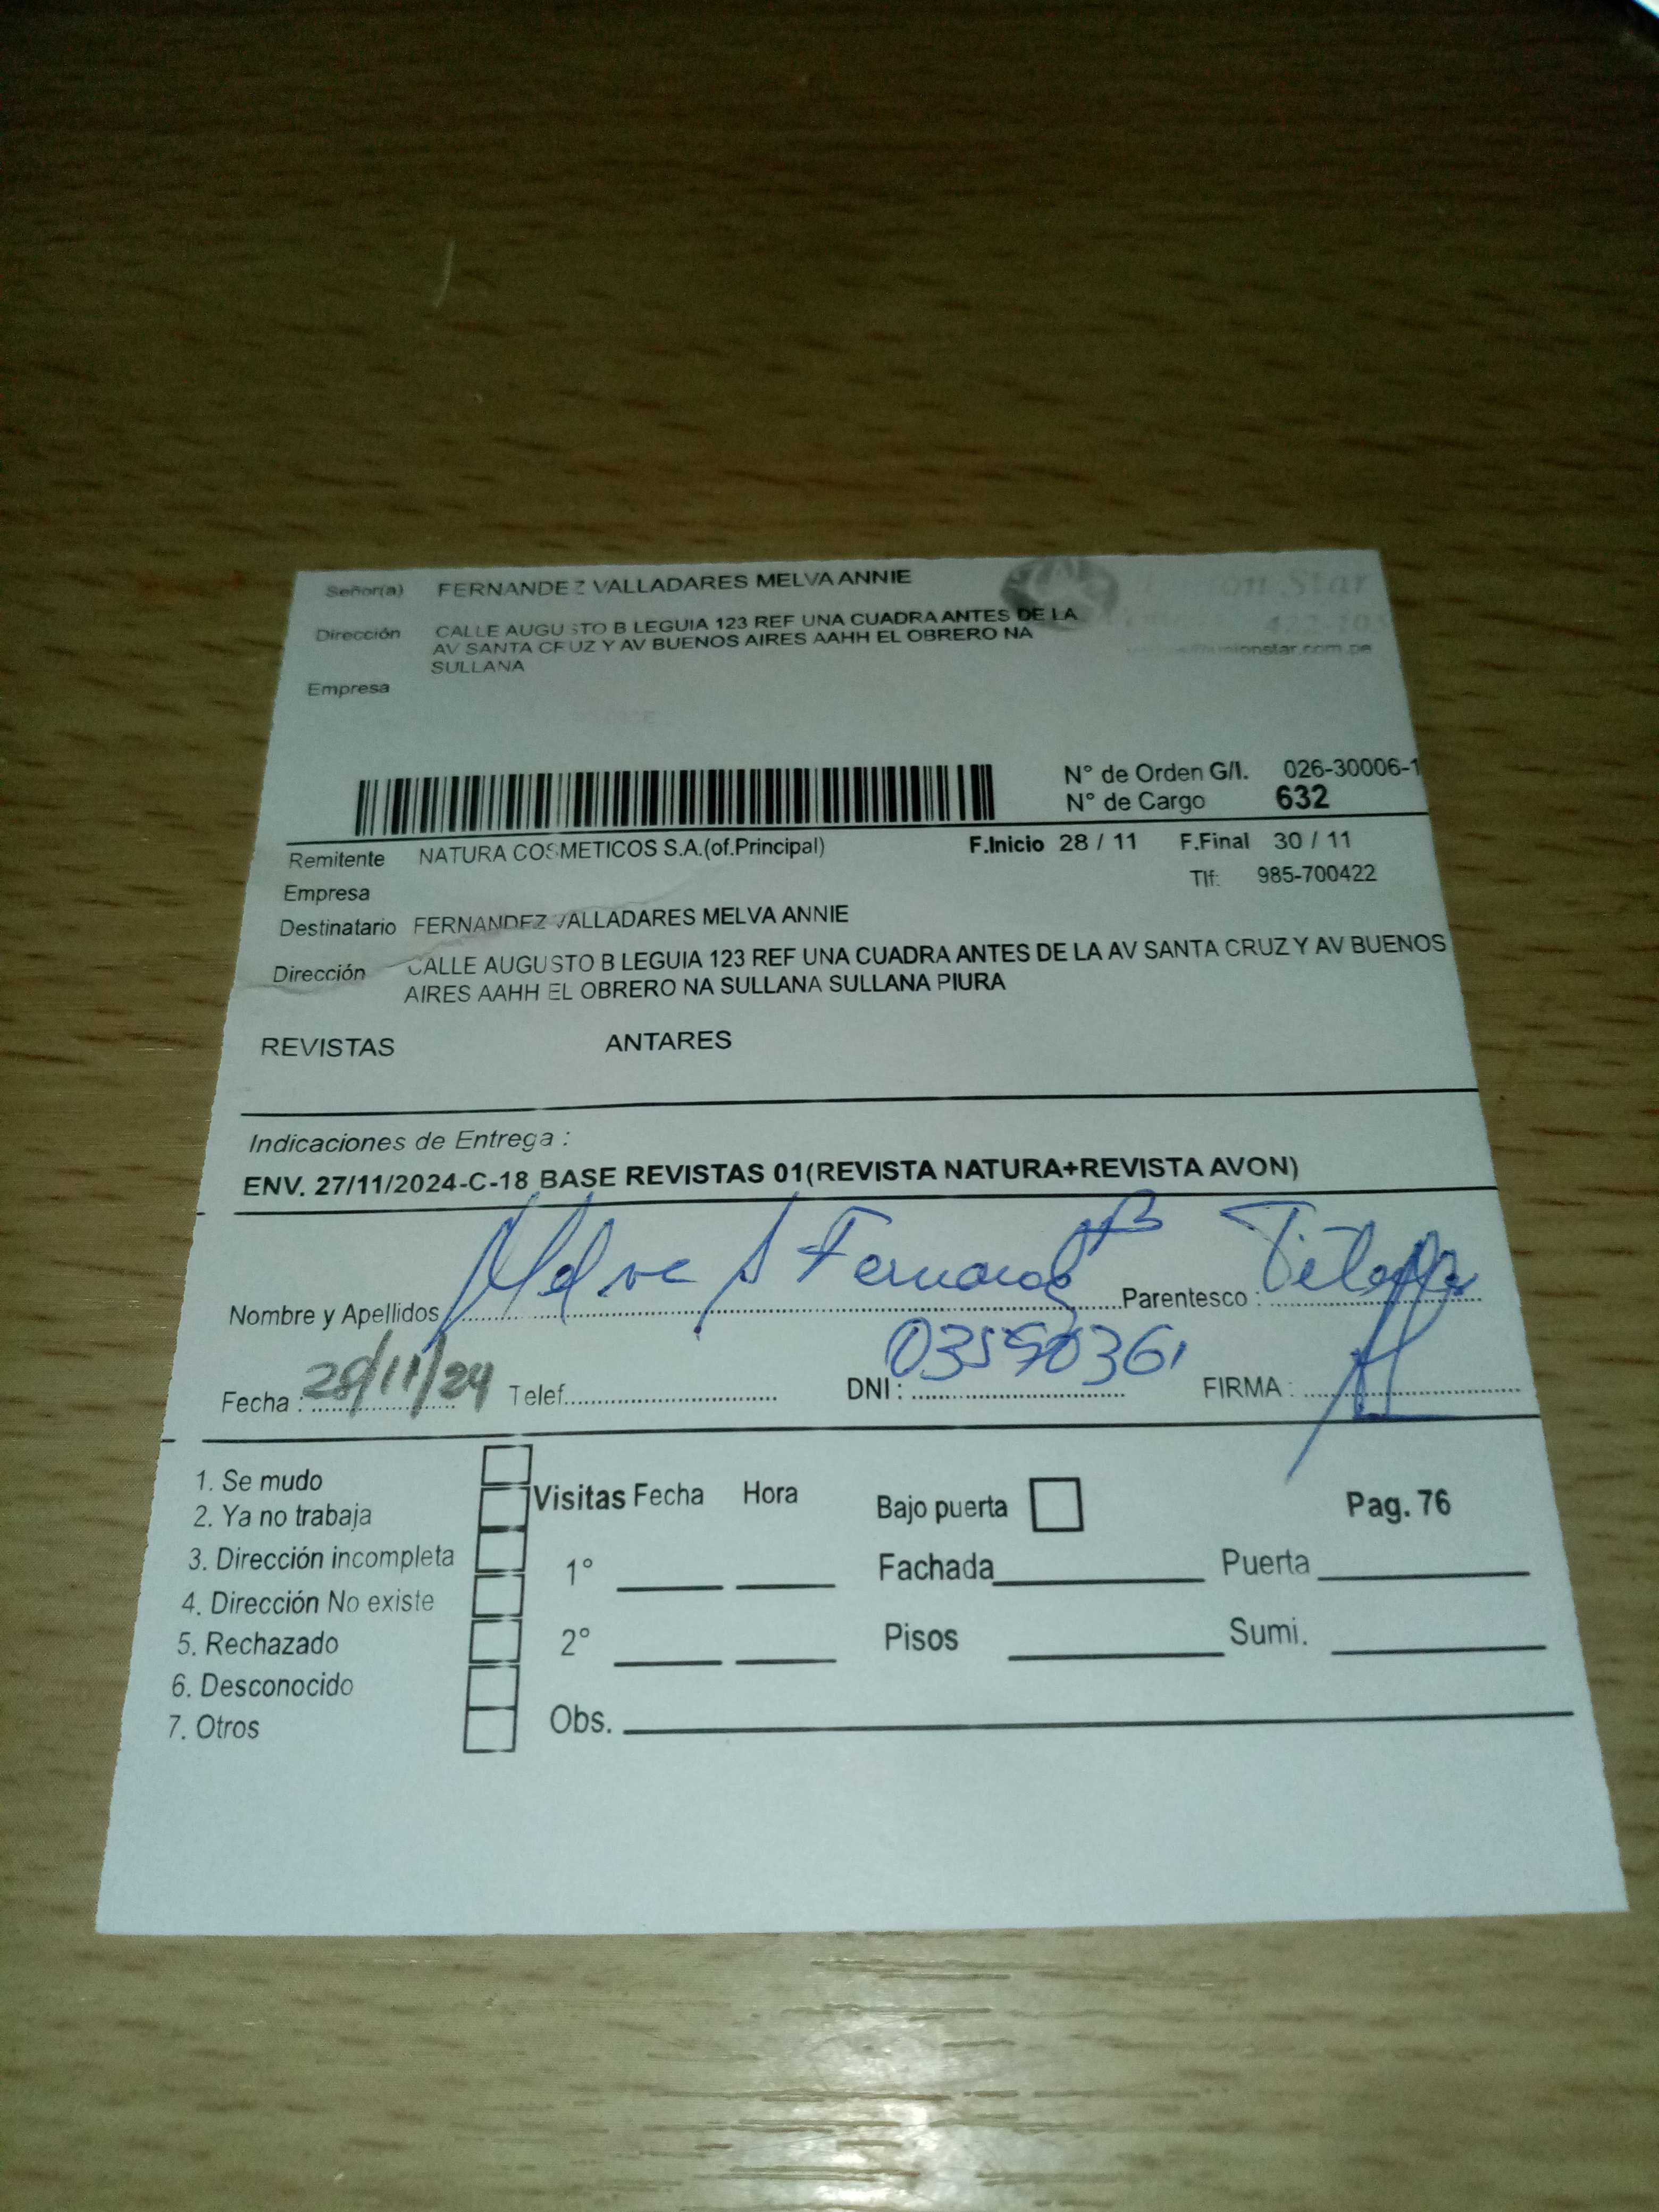 Señor(a) FERNANDEZ VALLADARES MELVA ANNIE
Dirección CALLE AUGUSTO B LEGUIA 123 REF UNA CUADRA ANTES DE LA
AV SANTA CRUZ Y AV BUENOS AIRES AAHH EL OBRERO NA
SULLANA
on Star
unionstar.com.pe
Empresa
N° de Orden G/I. 026-30006-1
N° de Cargo 632
Remitente NATURA COSMETICOS S.A.(of.Principal) F.Inicio 28 / 11 F.Final 30 / 11
Empresa Tlf: 985-700422
Destinatario FERNANDEZ VALLADARES MELVA ANNIE
Dirección CALLE AUGUSTO B LEGUIA 123 REF UNA CUADRA ANTES DE LA AV SANTA CRUZ Y AV BUENOS
AIRES AAHH EL OBRERO NA SULLANA SULLANA PIURA
REVISTAS ANTARES
Indicaciones de Entrega :
ENV. 27/11/2024-C-18 BASE REVISTAS 01(REVISTA NATURA+REVISTA AVON)
Nombre y Apellidos Melva A Fernandez Parentesco :
Fecha : 28/11/24 Telef. DNI : 03590361 FIRMA :
1. Se mudo
2. Ya no trabaja
3. Dirección incompleta
4. Dirección No existe
5. Rechazado
6. Desconocido
7. Otros
Visitas Fecha Hora
1°
2°
Obs.
Bajo puerta
Pag. 76
Fachada Puerta
Pisos Sumi.